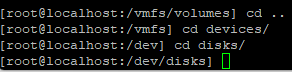 [root@localhost:/vmfs/volumes] cd ..
[root@localhost:/vmfs] cd devices/
[root@localhost:/dev] cd disks/
[root@localhost:/dev/disks]